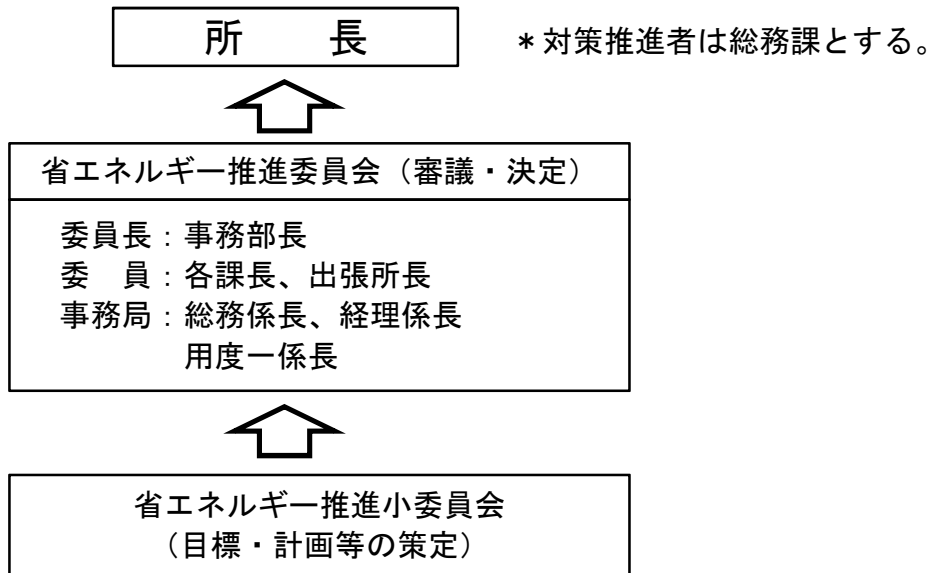 所　長
＊対策推進者は総務課とする。
省エネルギー推進委員会（審議・決定）
委員長：事務部長
委　員：各課長、出張所長
事務局：総務係長、経理係長
用度一係長
省エネルギー推進小委員会
（目標・計画等の策定）